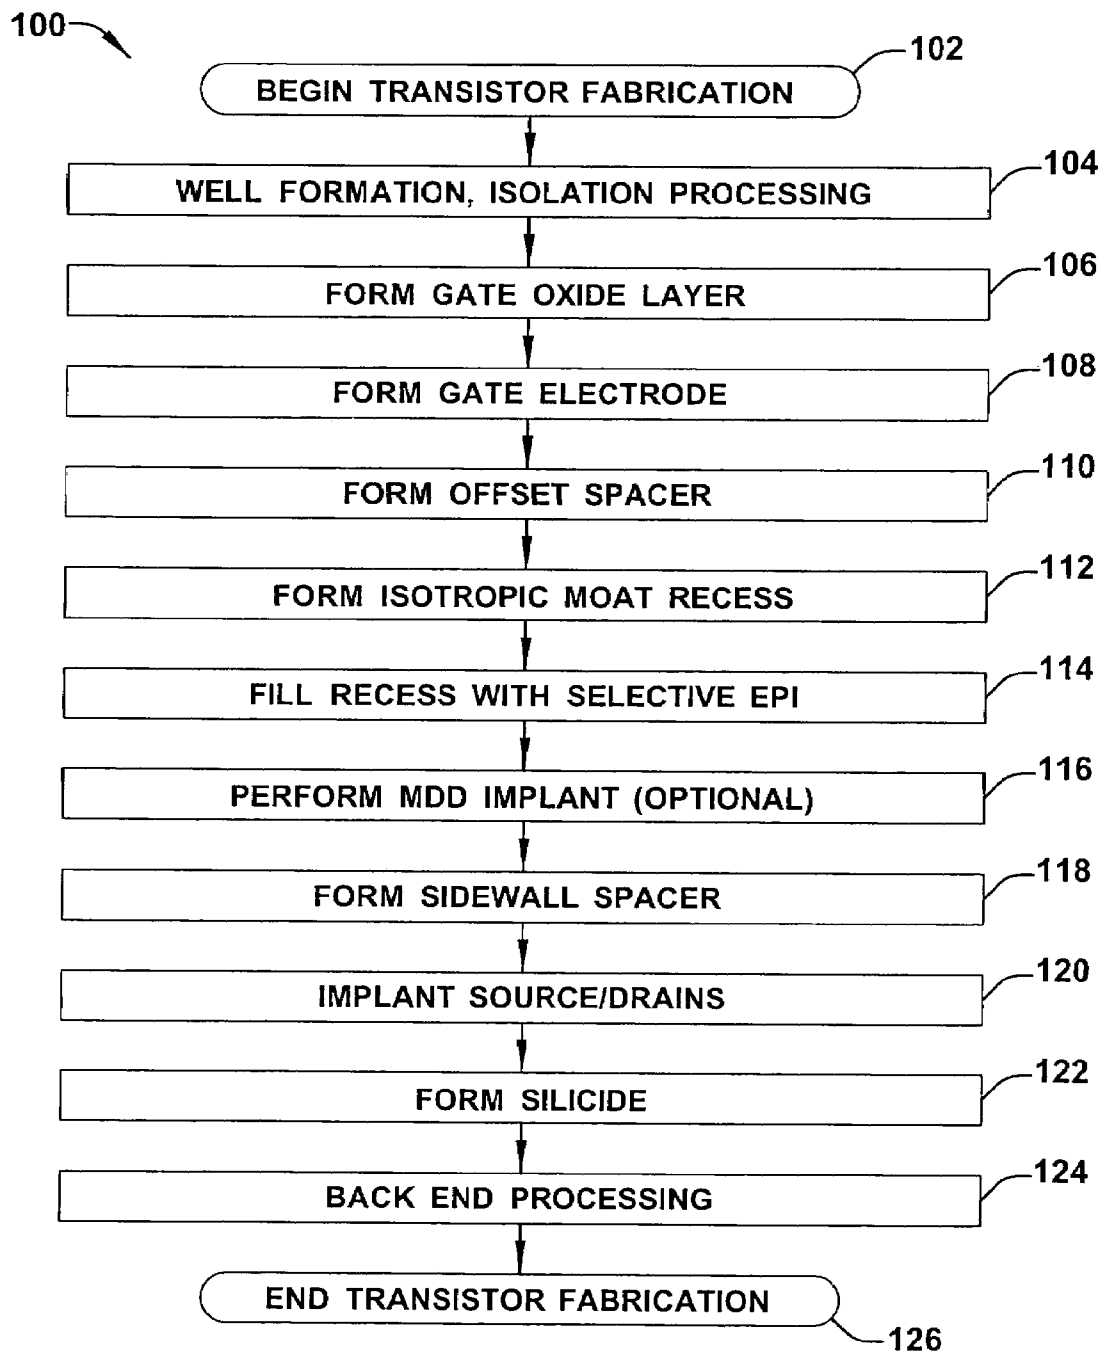 100
102
BEGIN TRANSISTOR FABRICATION
104
WELL FORMATION, ISOLATION PROCESSING
106
FORM GATE OXIDE LAYER
108
FORM GATE ELECTRODE
110
FORM OFFSET SPACER
112
FORM ISOTROPIC MOAT RECESS
114
FILL RECESS WITH SELECTIVE EPI
116
PERFORM MDD IMPLANT (OPTIONAL)
118
FORM SIDEWALL SPACER
120
IMPLANT SOURCE/DRAINS
122
FORM SILICIDE
124
BACK END PROCESSING
END TRANSISTOR FABRICATION
126